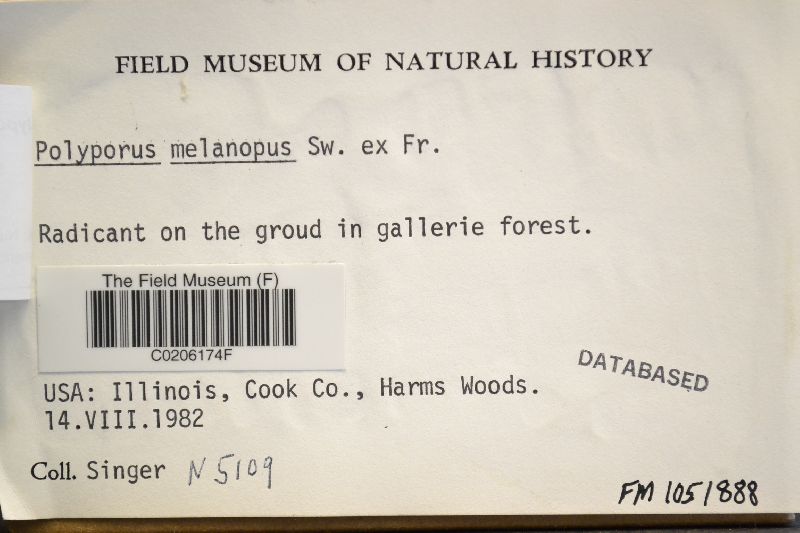 FIELD MUSEUM OF NATURAL HISTORY
Polyporus melanopus Sw. ex Fr.
Radicant on the groud in gallerie forest.
The Field Museum (F)
C0206174F
USA: Illinois, Cook Co., Harms Woods.
14.VIII.1982
DATABASED
Coll. Singer N 5109
FM 1051888